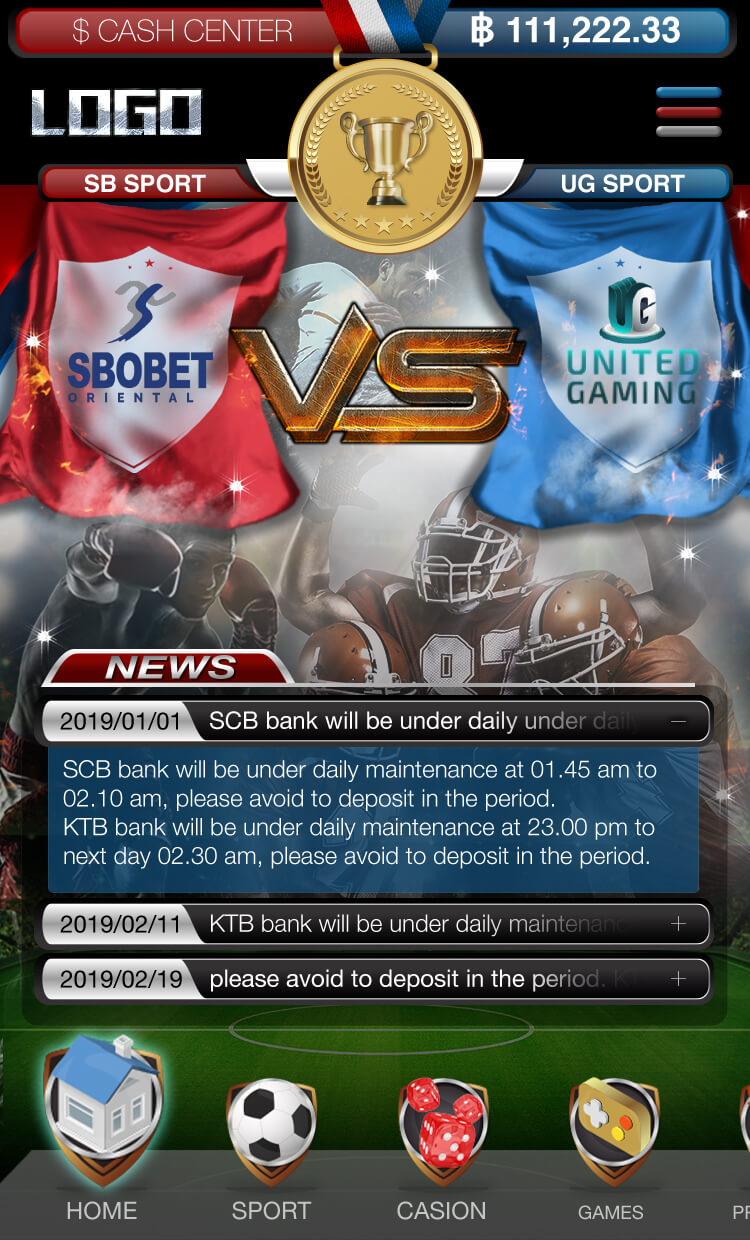 $ CASH CENTER
฿ 111,222.33
LOGO
SB SPORT
UG SPORT
SBOBET
ORIENTAL
VS
UG
UNITED
GAMING
87
NEWS
2019/01/01 SCB bank will be under daily under daily
SCB bank will be under daily maintenance at 01.45 am to
02.10 am, please avoid to deposit in the period.
KTB bank will be under daily maintenance at 23.00 pm to
next day 02.30 am, please avoid to deposit in the period.
2019/02/11 KTB bank will be under daily maintenanc
2019/02/19 please avoid to deposit in the period. KT
HOME
SPORT
CASION
GAMES